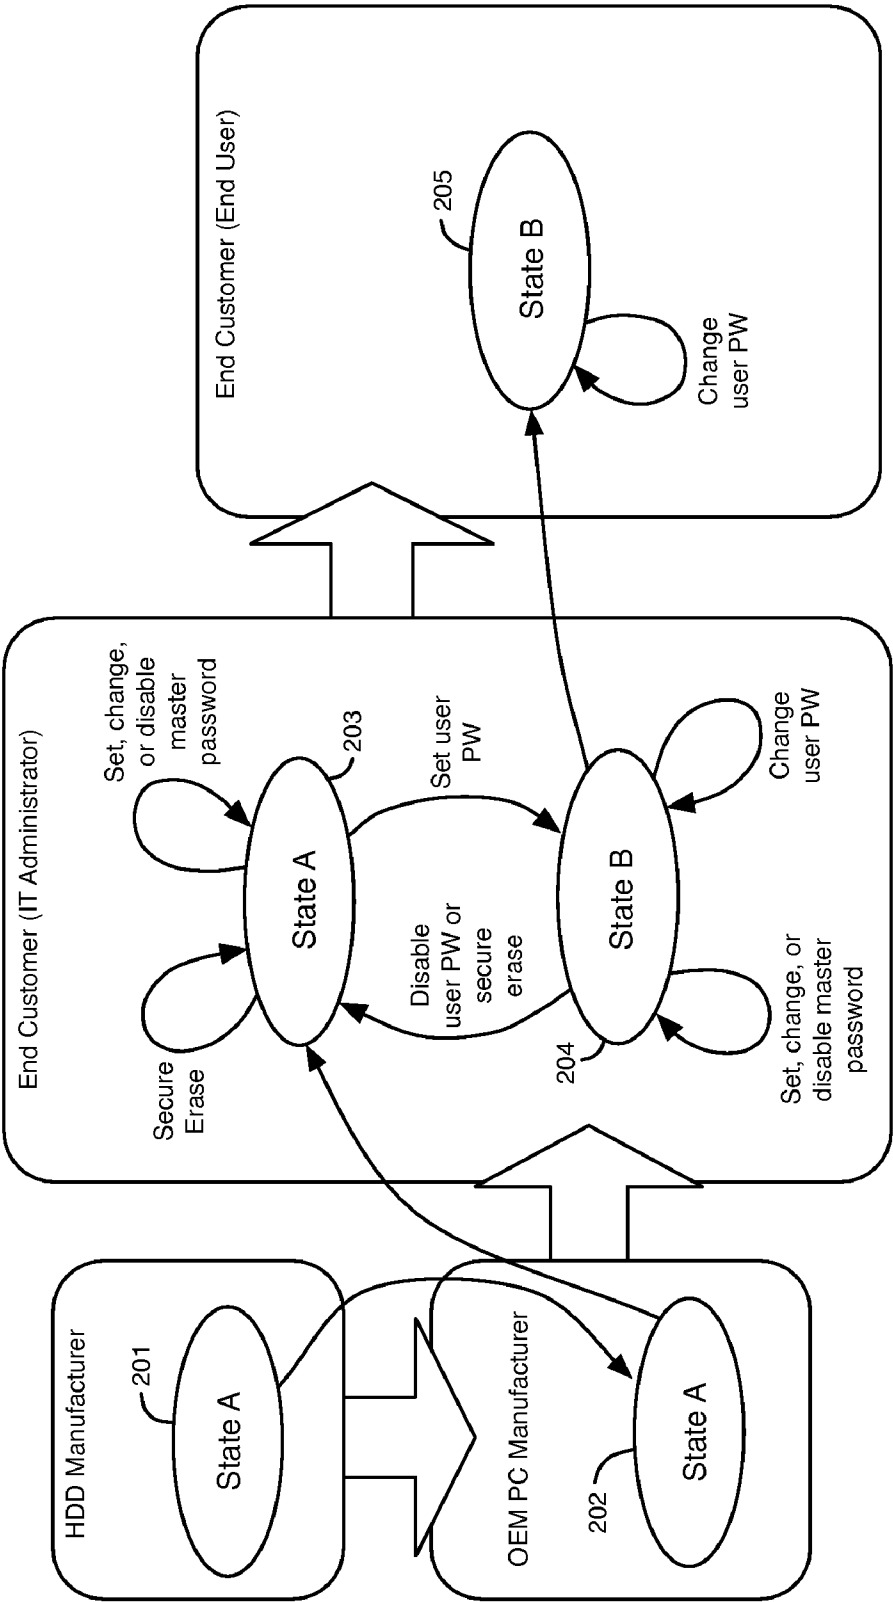 HDD Manufacturer
201
State A
OEM PC Manufacturer
202
State A
End Customer (IT Administrator)
Secure
Erase
Set, change,
or disable
master
password
203
State A
Disable
user PW or
secure
erase
Set user
PW
204
State B
Set, change, or
disable master
password
Change
user PW
End Customer (End User)
205
State B
Change
user PW